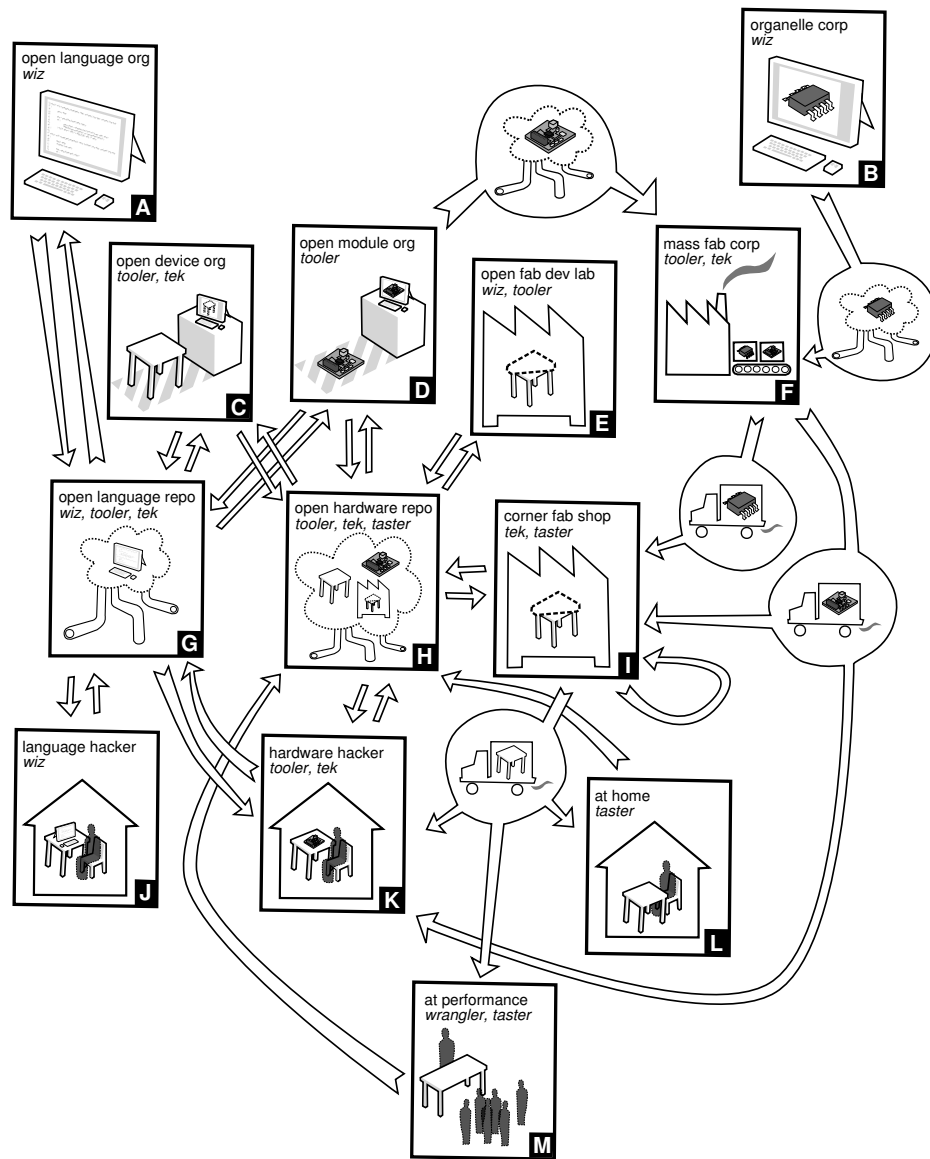 open language org
wiz
A
organelle corp
wiz
B
open device org
tooler, tek
C
open module org
tooler
D
open fab dev lab
wiz, tooler
E
mass fab corp
tooler, tek
F
open language repo
wiz, tooler, tek
G
open hardware repo
tooler, tek, taster
H
corner fab shop
tek, taster
I
language hacker
wiz
J
hardware hacker
tooler, tek
K
at home
taster
L
at performance
wrangler, taster
M